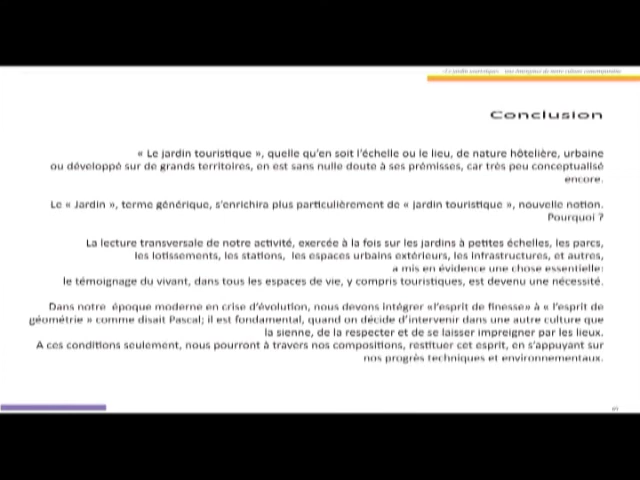 « Le jardin touristique une
Conclusion
« Le jardin touristique », quelle qu'en soit l'échelle ou le lieu, de nature hôtelière, urbaine
ou développé sur de grands territoires, en est sans nulle doute à ses prémisses, car très peu conceptualisé
encore.
Le « Jardin », terme générique, s'enrichira plus particulièrement de « jardin touristique », nouvelle notion.
Pourquoi ?
La lecture transversale de notre activité, exercée à la fois sur les jardins à petites échelles, les parcs,
les lotissements, les stations, les espaces urbains extérieurs, les infrastructures, et autres,
a mis en évidence une chose essentielle:
le témoignage du vivant, dans tous les espaces de vie, y compris touristiques, est devenu une nécessité.
Dans notre époque moderne en crise d'évolution, nous devons intégrer «l'esprit de finesse» à « l'esprit de
géométrie » comme disait Pascal; il est fondamental, quand on décide d'intervenir dans une autre culture que
la sienne, de la respecter et de se laisser impreigner par les lieux.
A ces conditions seulement, nous pourront à travers nos compositions, restituer cet esprit, en s'appuyant sur
nos progrès techniques et environnementaux.